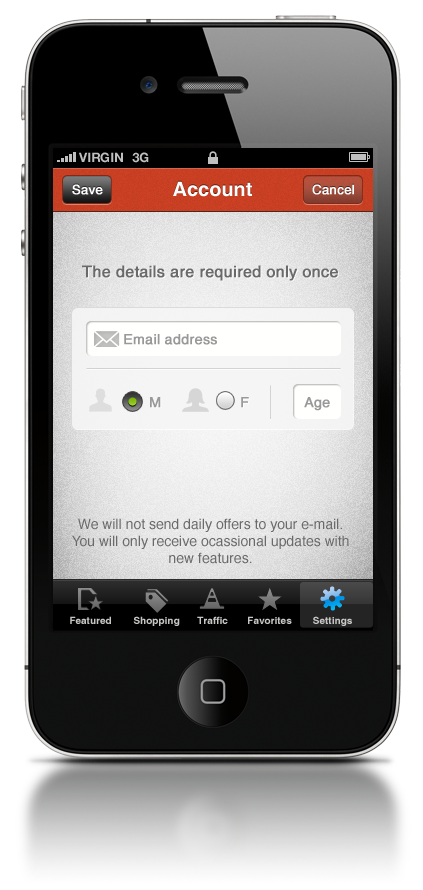 VIRGIN 3G
Save Account Cancel
The details are required only once
Email address
M F Age
We will not send daily offers to your e-mail.
You will only receive ocassional updates with
new features.
Featured Shopping Traffic Favorites Settings